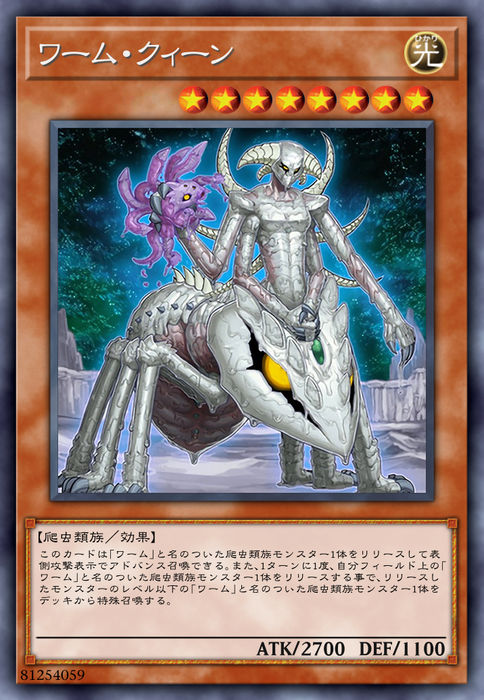 ワーム・クィーン
ひかり
光
【爬虫類族／効果】
このカードは「ワーム」と名のついた爬虫類族モンスター1体をリリースして表
側攻撃表示でアドバンス召喚できる。また、1ターンに1度、自分フィールド上の「
ワーム」と名のついた爬虫類族モンスター1体をリリースする事で、リリースし
たモンスターのレベル以下の「ワーム」と名のついた爬虫類族モンスター1体を
デッキから特殊召喚する。
ATK/2700 DEF/1100
81254059